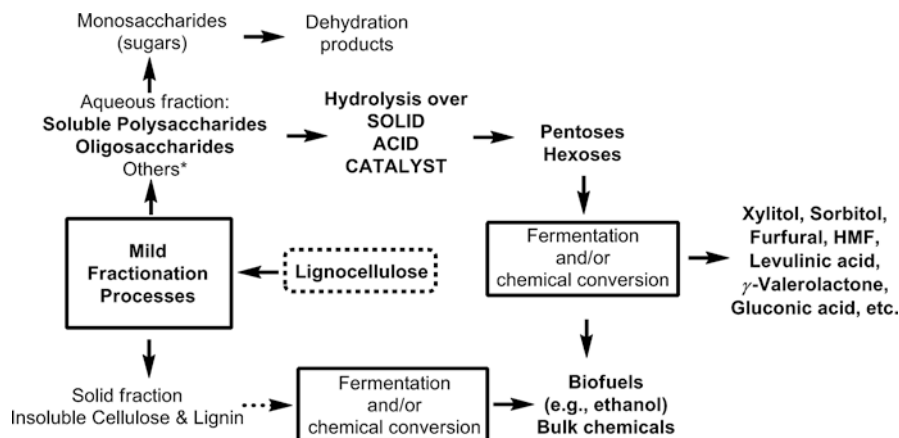 Monosaccharides
(sugars)
Dehydration
products
Aqueous fraction:
Soluble Polysaccharides
Oligosaccharides
Others*
Hydrolysis over
SOLID
ACID
CATALYST
Pentoses
Hexoses
Mild
Fractionation
Processes
Lignocellulose
Fermentation
and/or
chemical conversion
Xylitol, Sorbitol,
Furfural, HMF,
Levulinic acid,
γ-Valerolactone,
Gluconic acid, etc.
Solid fraction
Insoluble Cellulose & Lignin
Fermentation
and/or
chemical conversion
Biofuels
(e.g., ethanol)
Bulk chemicals